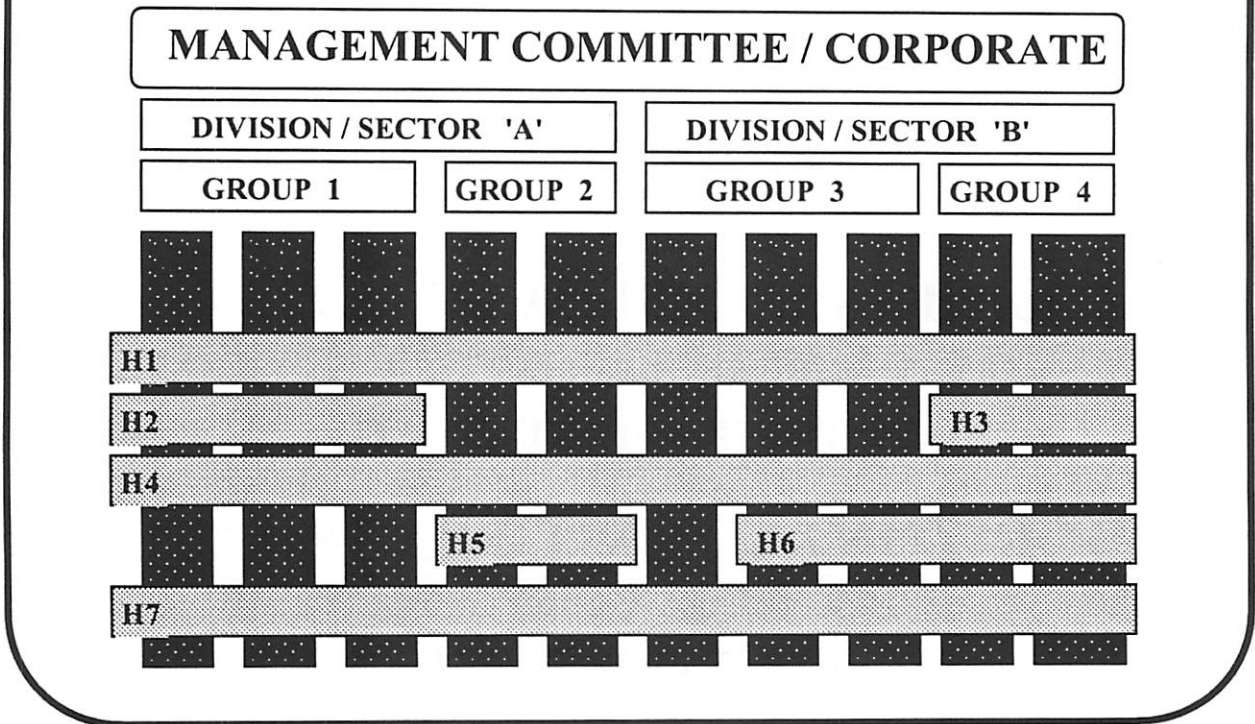 MANAGEMENT COMMITTEE / CORPORATE
DIVISION / SECTOR 'A' DIVISION / SECTOR 'B'
GROUP 1 GROUP 2 GROUP 3 GROUP 4
H1
H2 H3
H4
H5 H6
H7